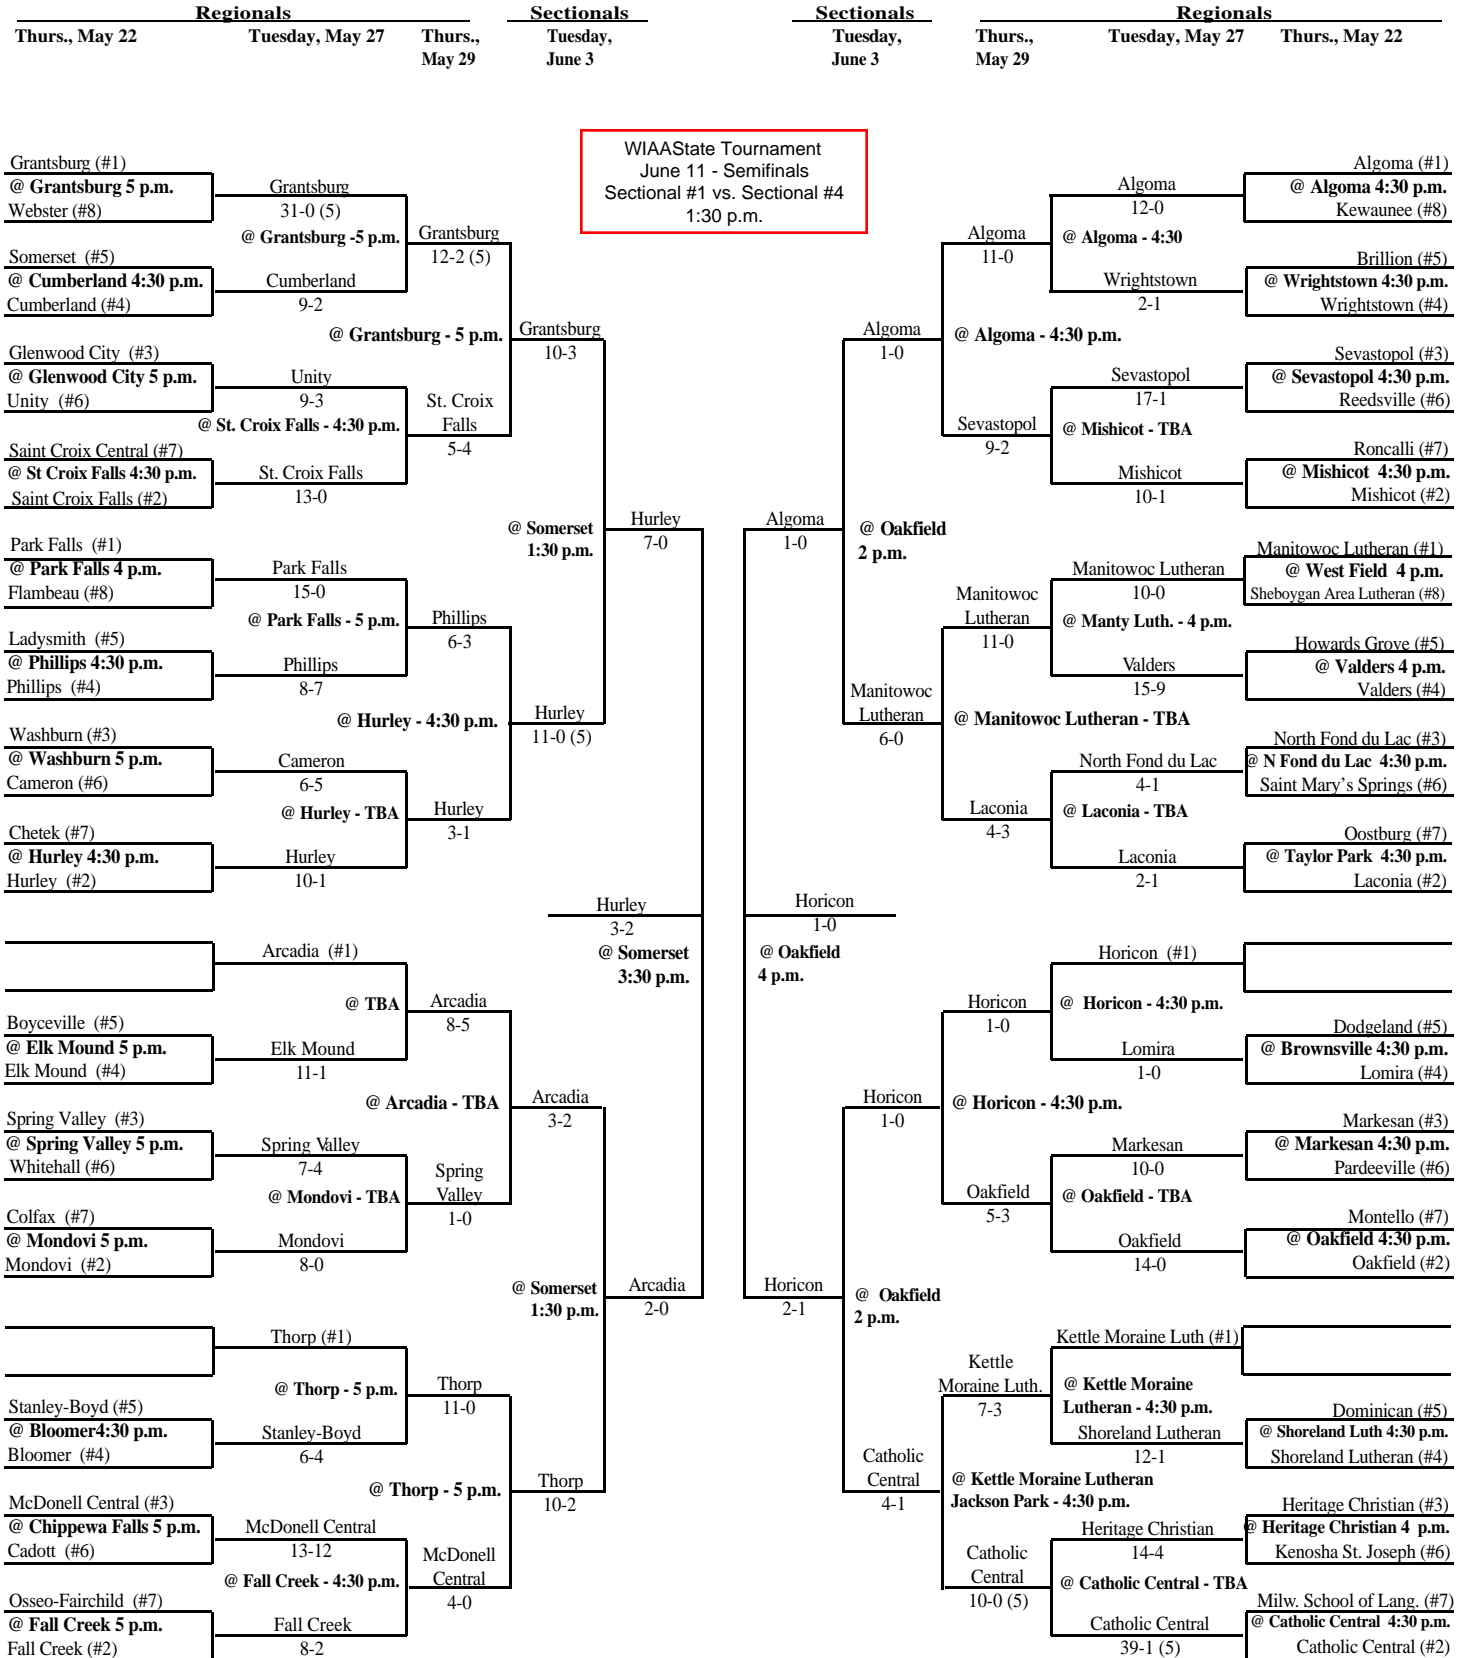 Regionals Sectionals Sectionals Regionals
Thurs., May 22 Tuesday, May 27 Thurs., May 29 Tuesday, June 3 Tuesday, June 3 Thurs., May 29 Tuesday, May 27 Thurs., May 22
WIAAState Tournament
June 11 - Semifinals
Sectional #1 vs. Sectional #4
1:30 p.m.
Grantsburg (#1)
@ Grantsburg 5 p.m.
Webster (#8)
Somerset (#5)
@ Cumberland 4:30 p.m.
Cumberland (#4)
Glenwood City (#3)
@ Glenwood City 5 p.m.
Unity (#6)
Saint Croix Central (#7)
@ St Croix Falls 4:30 p.m.
Saint Croix Falls (#2)
Park Falls (#1)
@ Park Falls 4 p.m.
Flambeau (#8)
Ladysmith (#5)
@ Phillips 4:30 p.m.
Phillips (#4)
Washburn (#3)
@ Washburn 5 p.m.
Cameron (#6)
Chetek (#7)
@ Hurley 4:30 p.m.
Hurley (#2)
Boyceville (#5)
@ Elk Mound 5 p.m.
Elk Mound (#4)
Spring Valley (#3)
@ Spring Valley 5 p.m.
Whitehall (#6)
Colfax (#7)
@ Mondovi 5 p.m.
Mondovi (#2)
Stanley-Boyd (#5)
@ Bloomer4:30 p.m.
Bloomer (#4)
McDonell Central (#3)
@ Chippewa Falls 5 p.m.
Cadott (#6)
Osseo-Fairchild (#7)
@ Fall Creek 5 p.m.
Fall Creek (#2)
Grantsburg
31-0 (5)
@ Grantsburg -5 p.m.
Cumberland
9-2
Unity
9-3
@ St. Croix Falls - 4:30 p.m.
St. Croix Falls
13-0
Park Falls
15-0
@ Park Falls - 5 p.m.
Phillips
8-7
Cameron
6-5
@ Hurley - TBA
Hurley
10-1
Arcadia (#1)
@ TBA
Elk Mound
11-1
Spring Valley
7-4
@ Mondovi - TBA
Mondovi
8-0
Thorp (#1)
@ Thorp - 5 p.m.
Stanley-Boyd
6-4
McDonell Central
13-12
@ Fall Creek - 4:30 p.m.
Fall Creek
8-2
Grantsburg
12-2 (5)
@ Grantsburg - 5 p.m.
St. Croix
Falls
5-4
Phillips
6-3
@ Hurley - 4:30 p.m.
Hurley
3-1
Arcadia
8-5
@ Arcadia - TBA
Spring
Valley
1-0
Thorp
11-0
@ Thorp - 5 p.m.
McDonell
Central
4-0
Grantsburg
10-3
@ Somerset
1:30 p.m.
Hurley
11-0 (5)
Arcadia
3-2
@ Somerset
1:30 p.m.
Thorp
10-2
Hurley
7-0
Hurley
3-2
@ Somerset
3:30 p.m.
Arcadia
2-0
Algoma
1-0
Horicon
1-0
@ Oakfield
4 p.m.
Horicon
2-1
Algoma
1-0
@ Oakfield
2 p.m.
Manitowoc
Lutheran
6-0
Horicon
1-0
@ Oakfield
2 p.m.
Catholic
Central
4-1
Algoma
11-0
@ Algoma - 4:30 p.m.
Sevastopol
9-2
Manitowoc
Lutheran
11-0
@ Manitowoc Lutheran - TBA
Laconia
4-3
Horicon
1-0
@ Horicon - 4:30 p.m.
Oakfield
5-3
Kettle
Moraine Luth.
7-3
@ Kettle Moraine Lutheran
Jackson Park - 4:30 p.m.
Catholic
Central
10-0 (5)
Algoma
12-0
@ Algoma - 4:30
Wrightstown
2-1
Sevastopol
17-1
@ Mishicot - TBA
Mishicot
10-1
Manitowoc Lutheran
10-0
@ Manty Luth. - 4 p.m.
Valders
15-9
North Fond du Lac
4-1
@ Laconia - TBA
Laconia
2-1
Horicon (#1)
@ Horicon - 4:30 p.m.
Lomira
1-0
Markesan
10-0
@ Oakfield - TBA
Oakfield
14-0
Kettle Moraine Luth (#1)
@ Kettle Moraine
Lutheran - 4:30 p.m.
Shoreland Lutheran
12-1
Heritage Christian
14-4
@ Catholic Central - TBA
Catholic Central
39-1 (5)
Algoma (#1)
@ Algoma 4:30 p.m.
Kewaunee (#8)
Brillion (#5)
@ Wrightstown 4:30 p.m.
Wrightstown (#4)
Sevastopol (#3)
@ Sevastopol 4:30 p.m.
Reedsville (#6)
Roncalli (#7)
@ Mishicot 4:30 p.m.
Mishicot (#2)
Manitowoc Lutheran (#1)
@ West Field 4 p.m.
Sheboygan Area Lutheran (#8)
Howards Grove (#5)
@ Valders 4 p.m.
Valders (#4)
North Fond du Lac (#3)
@ N Fond du Lac 4:30 p.m.
Saint Mary's Springs (#6)
Oostburg (#7)
@ Taylor Park 4:30 p.m.
Laconia (#2)
Dodgeland (#5)
@ Brownsville 4:30 p.m.
Lomira (#4)
Markesan (#3)
@ Markesan 4:30 p.m.
Pardeeville (#6)
Montello (#7)
@ Oakfield 4:30 p.m.
Oakfield (#2)
Dominican (#5)
@ Shoreland Luth 4:30 p.m.
Shoreland Lutheran (#4)
Heritage Christian (#3)
@ Heritage Christian 4 p.m.
Kenosha St. Joseph (#6)
Milw. School of Lang. (#7)
@ Catholic Central 4:30 p.m.
Catholic Central (#2)